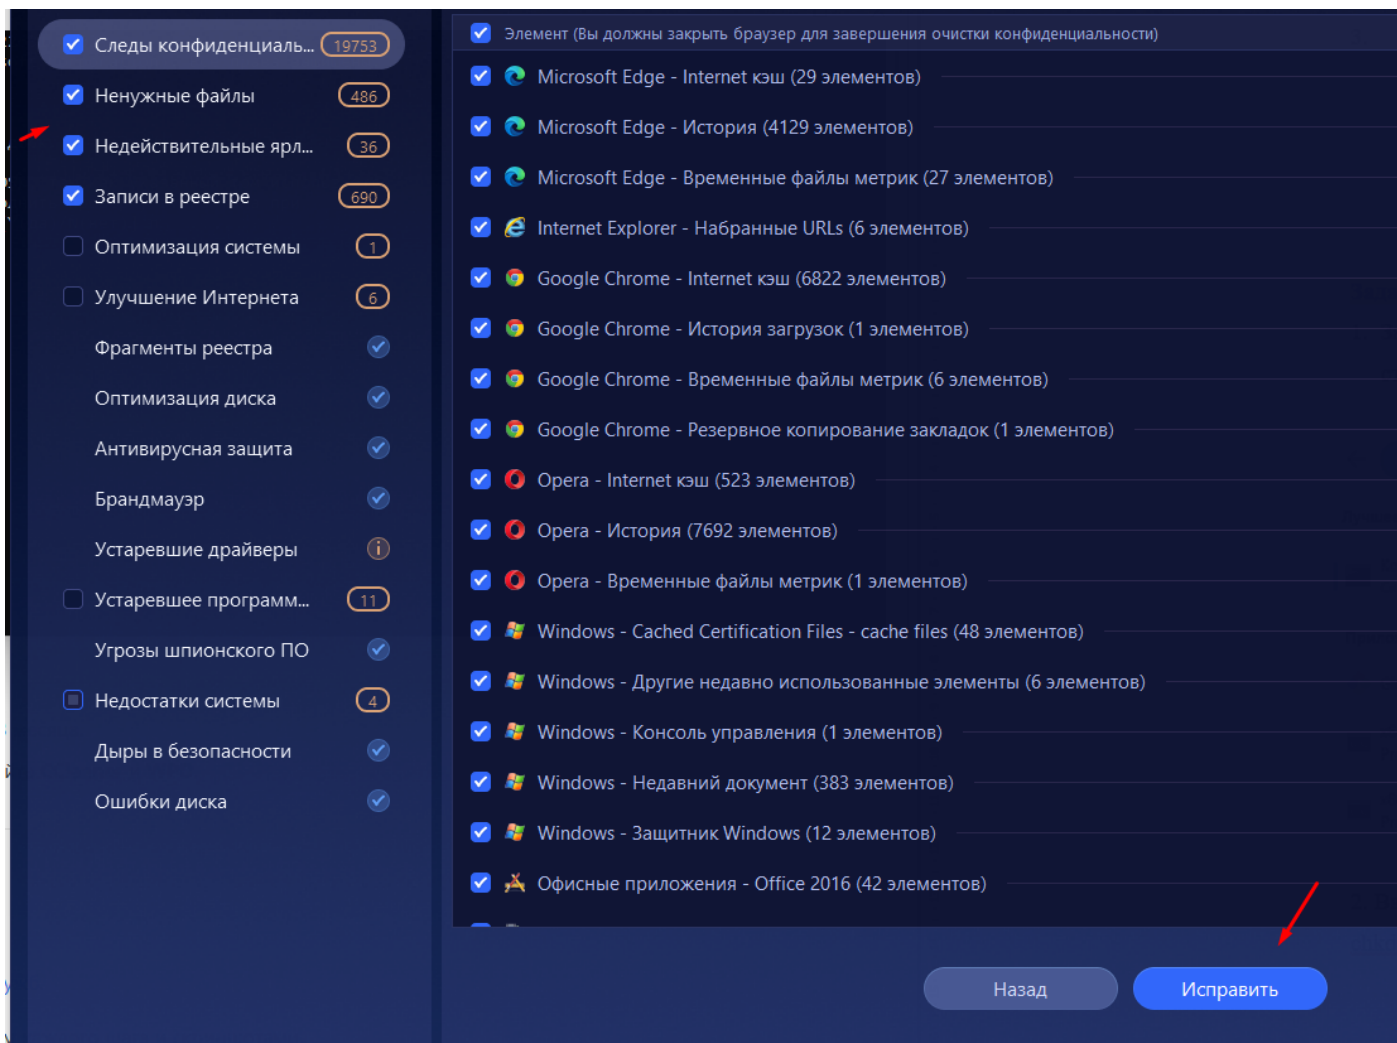 Следы конфиденциаль... 19753
Ненужные файлы 486
Недействительные ярл... 36
Записи в реестре 690
Оптимизация системы 1
Улучшение Интернета 6
Фрагменты реестра
Оптимизация диска
Антивирусная защита
Брандмауэр
Устаревшие драйверы
Устаревшее программ... 11
Угрозы шпионского ПО
Недостатки системы 4
Дыры в безопасности
Ошибки диска
Элемент (Вы должны закрыть браузер для завершения очистки конфиденциальности)
Microsoft Edge - Internet кэш (29 элементов)
Microsoft Edge - История (4129 элементов)
Microsoft Edge - Временные файлы метрик (27 элементов)
Internet Explorer - Набранные URLs (6 элементов)
Google Chrome - Internet кэш (6822 элементов)
Google Chrome - История загрузок (1 элементов)
Google Chrome - Временные файлы метрик (6 элементов)
Google Chrome - Резервное копирование закладок (1 элементов)
Opera - Internet кэш (523 элементов)
Opera - История (7692 элементов)
Opera - Временные файлы метрик (1 элементов)
Windows - Cached Certification Files - cache files (48 элементов)
Windows - Другие недавно использованные элементы (6 элементов)
Windows - Консоль управления (1 элементов)
Windows - Недавний документ (383 элементов)
Windows - Защитник Windows (12 элементов)
Офисные приложения - Office 2016 (42 элементов)
Назад
Исправить